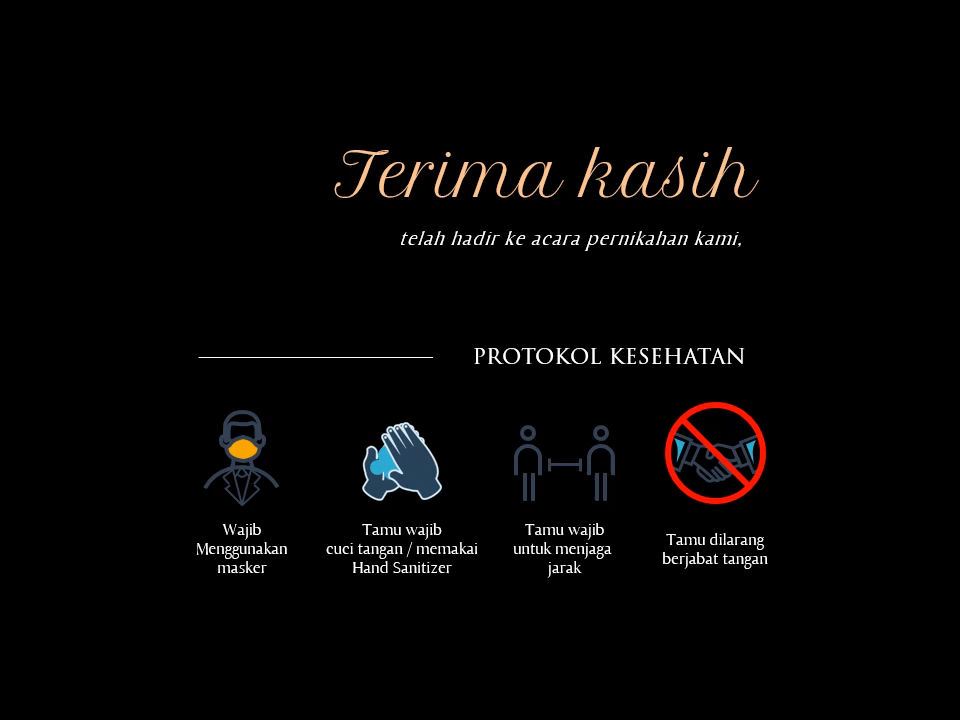 Terima kasih
telah hadir ke acara pernikahan kami,
PROTOKOL KESEHATAN
Wajib
Menggunakan
masker
Tamu wajib
cuci tangan / memakai
Hand Sanitizer
Tamu wajib
untuk menjaga
jarak
Tamu dilarang
berjabat tangan